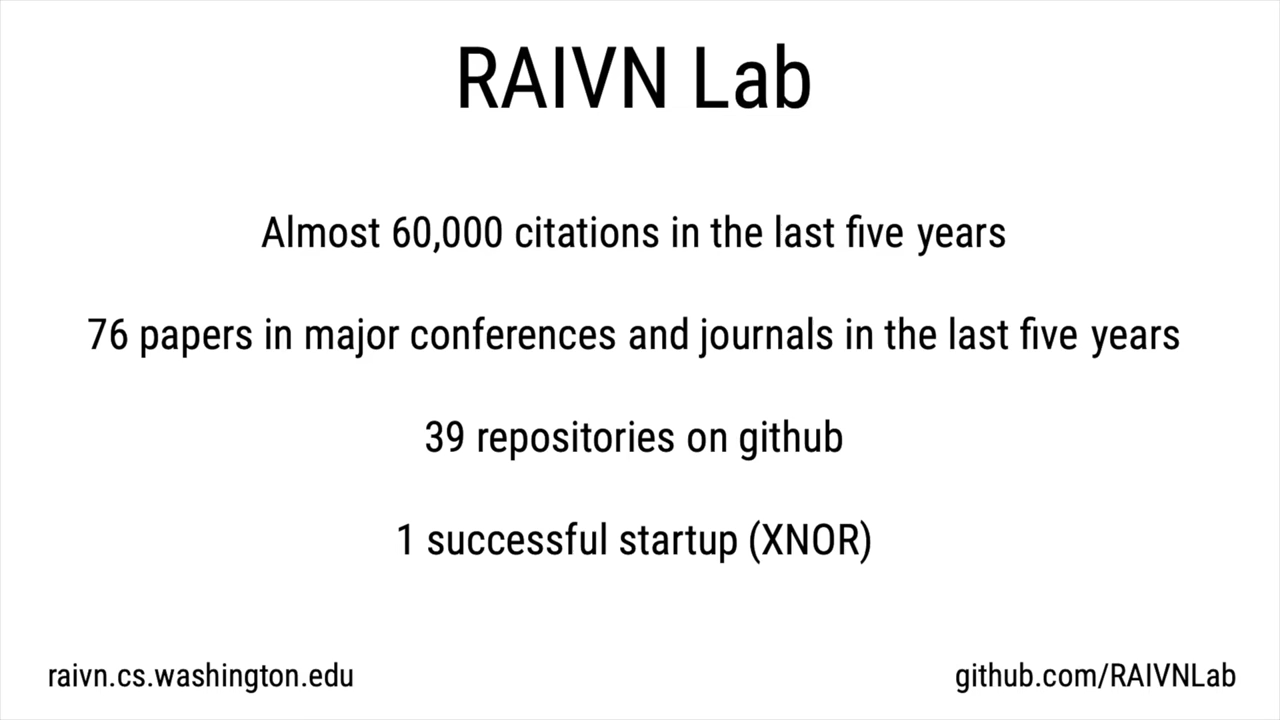 RAIVN Lab
Almost 60,000 citations in the last five years
76 papers in major conferences and journals in the last five years
39 repositories on github
1 successful startup (XNOR)
raivn.cs.washington.edu
github.com/RAIVNLab